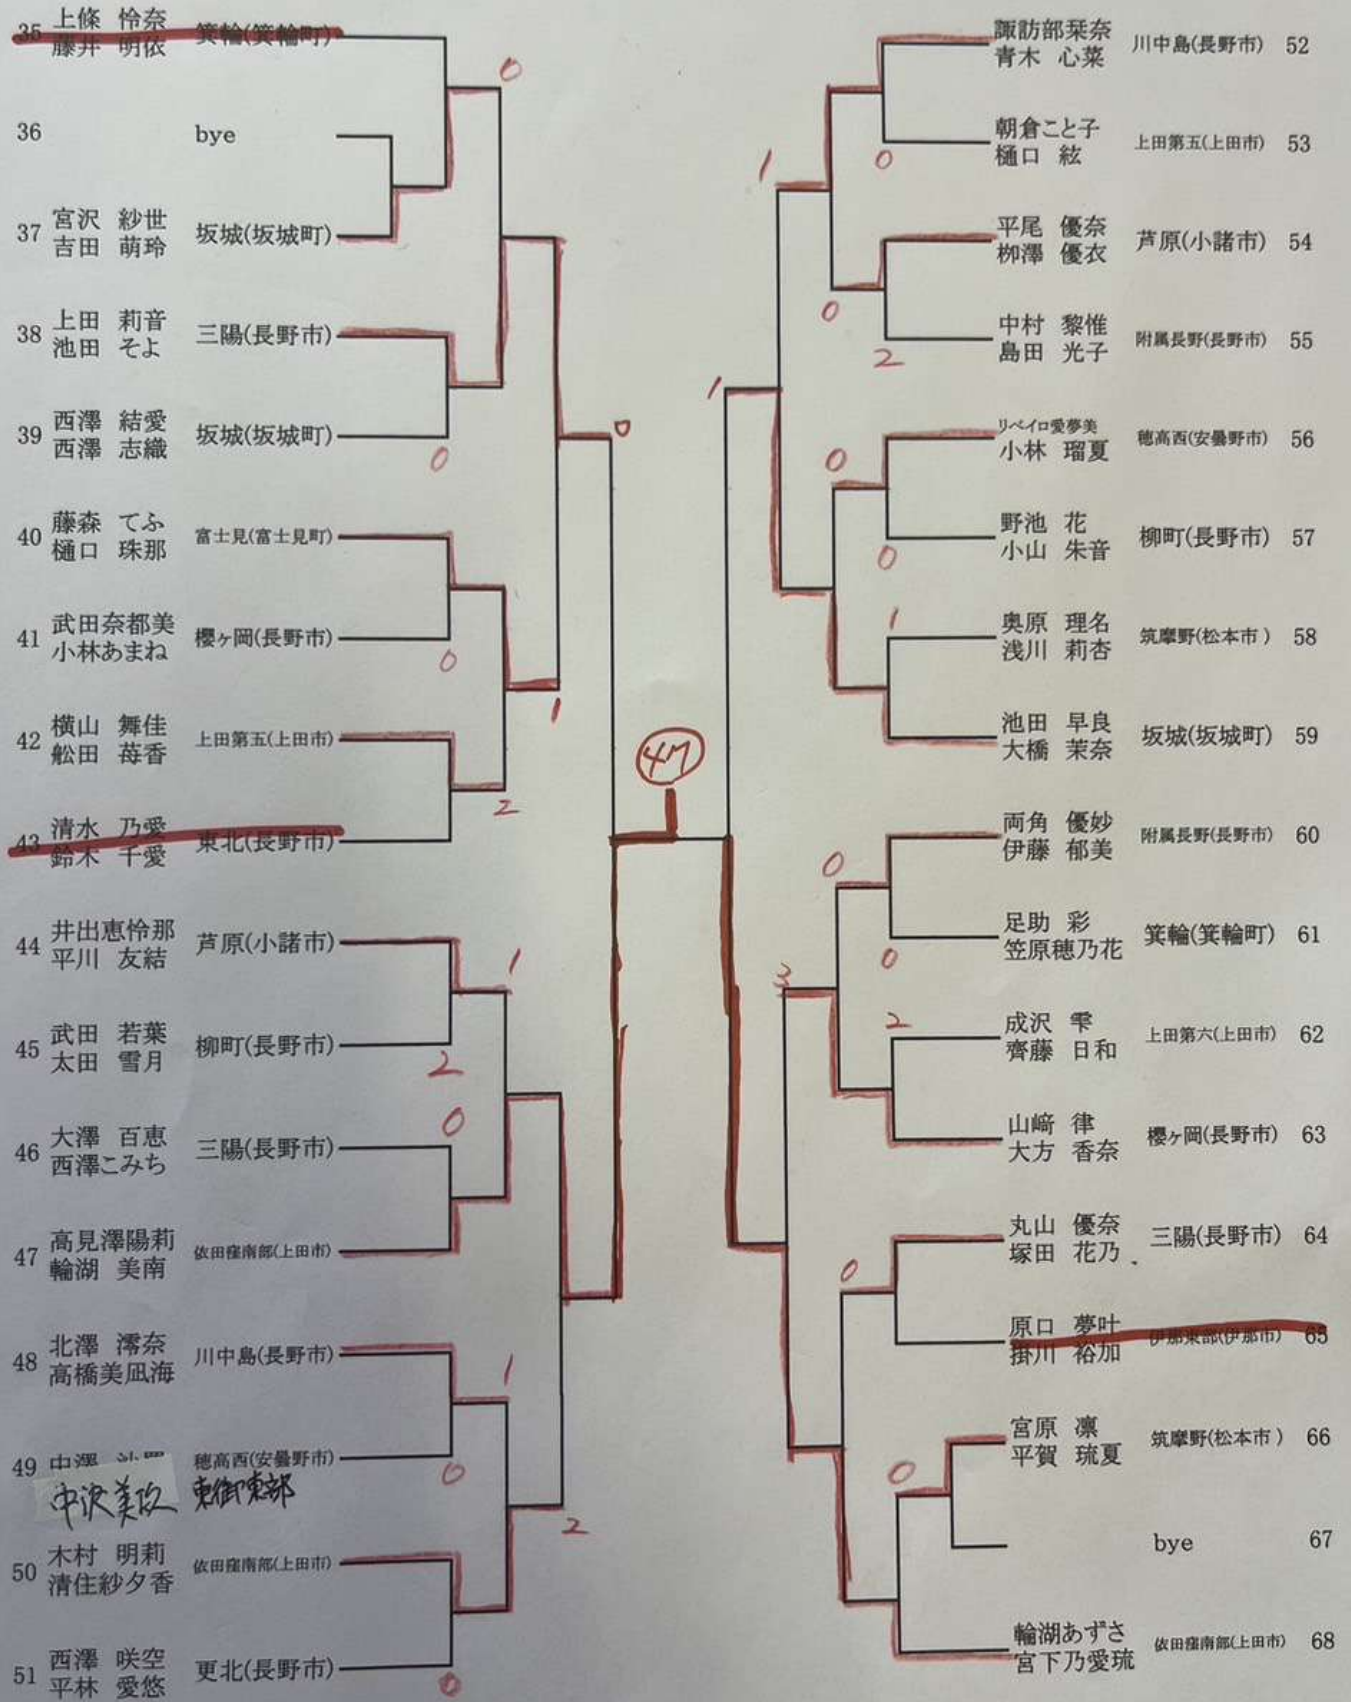 35 上條 怜奈 箕輪(箕輪町)
藤井 明依
0
36 bye
37 宮沢 紗世 坂城(坂城町)
吉田 萌玲
38 上田 莉音 三陽(長野市)
池田 そよ
39 西澤 結愛 坂城(坂城町)
西澤 志織
0
0
40 藤森 てふ 富士見(富士見町)
樋口 珠那
41 武田奈都美 櫻ヶ岡(長野市)
小林あまね
0
1
42 横山 舞佳 上田第五(上田市)
舩田 苺香
2
43 清水 乃愛 東北(長野市)
鈴木 千愛
44 井出恵怜那 芦原(小諸市)
平川 友結
1
45 武田 若葉 柳町(長野市)
太田 雪月
2
0
46 大澤 百恵 三陽(長野市)
西澤こみち
47 高見澤陽莉 依田窪南部(上田市)
輪湖 美南
48 北澤 澪奈 川中島(長野市)
高橋美凪海
1
49 中澤 穂高西(安曇野市)
中沢美玖 東御東部
0
2
50 木村 明莉 依田窪南部(上田市)
清住紗夕香
51 西澤 咲空 更北(長野市)
平林 愛悠
0
47
諏訪部栞奈 川中島(長野市) 52
青木 心菜
朝倉こと子 上田第五(上田市) 53
樋口 絃
0
1
平尾 優奈 芦原(小諸市) 54
栁澤 優衣
0
中村 黎惟 附属長野(長野市) 55
島田 光子
2
1
リベイロ愛夢美 穂高西(安曇野市) 56
小林 瑠夏
0
野池 花 柳町(長野市) 57
小山 朱音
0
1
奥原 理名 筑摩野(松本市) 58
浅川 莉杏
池田 早良 坂城(坂城町) 59
大橋 茉奈
両角 優妙 附属長野(長野市) 60
伊藤 郁美
0
足助 彩 箕輪(箕輪町) 61
笠原穂乃花
0
3
2
成沢 雫 上田第六(上田市) 62
齊藤 日和
山﨑 律 櫻ヶ岡(長野市) 63
大方 香奈
丸山 優奈 三陽(長野市) 64
塚田 花乃
0
原口 夢叶 伊那東部(伊那市) 65
掛川 裕加
宮原 凛 筑摩野(松本市) 66
平賀 琉夏
0
bye 67
輪湖あずさ 依田窪南部(上田市) 68
宮下乃愛琉